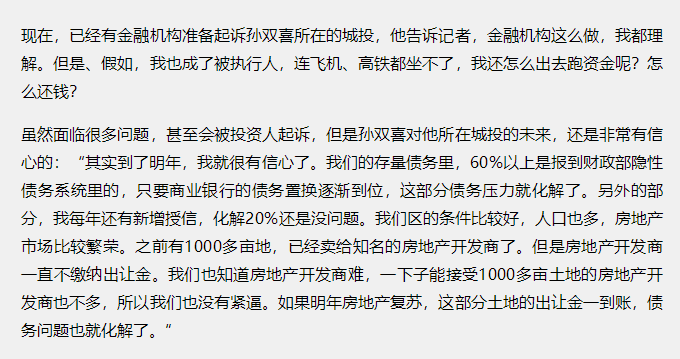 现在，已经有金融机构准备起诉孙双喜所在的城投，他告诉记者，金融机构这么做，我都理
解。但是、假如，我也成了被执行人，连飞机、高铁都坐不了，我还怎么出去跑资金呢？怎
么还钱？
虽然面临很多问题，甚至会被投资人起诉，但是孙双喜对他所在城投的未来，还是非常有信
心的：“其实到了明年，我就很有信心了。我们的存量债务里，60%以上是报到财政部隐性
债务系统里的，只要商业银行的债务置换逐渐到位，这部分债务压力就化解了。另外的部
分，我每年还有新增授信，化解20%还是没问题。我们区的条件比较好，人口也多，房地产
市场比较繁荣。之前有1000多亩地，已经卖给知名的房地产开发商了。但是房地产开发商
一直不缴纳出让金。我们也知道房地产开发商难，一下子能接受1000多亩土地的房地产开
发商也不多，所以我们也没有紧逼。如果明年房地产复苏，这部分土地的出让金一到账，债
务问题也就化解了。”